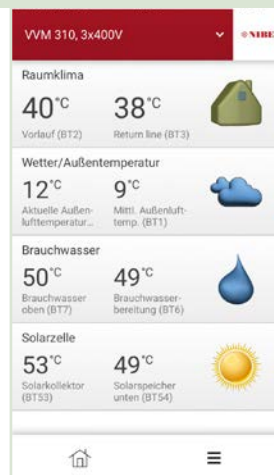 VVM 310, 3x400V
NIBE
Raumklima
40°C 38°C
Vorlauf (BT2) Return line (BT3)
Wetter/Außentemperatur
12°C 9°C
Aktuelle Außen- Mittl. Außenluft-
lufttemperatur... temp. (BT1)
Brauchwasser
50°C 49°C
Brauchwasser Brauchwasser-
oben (BT7) bereitung (BT6)
Solarzelle
53°C 49°C
Solarkollektor Solarspeicher
(BT53) unten (BT54)